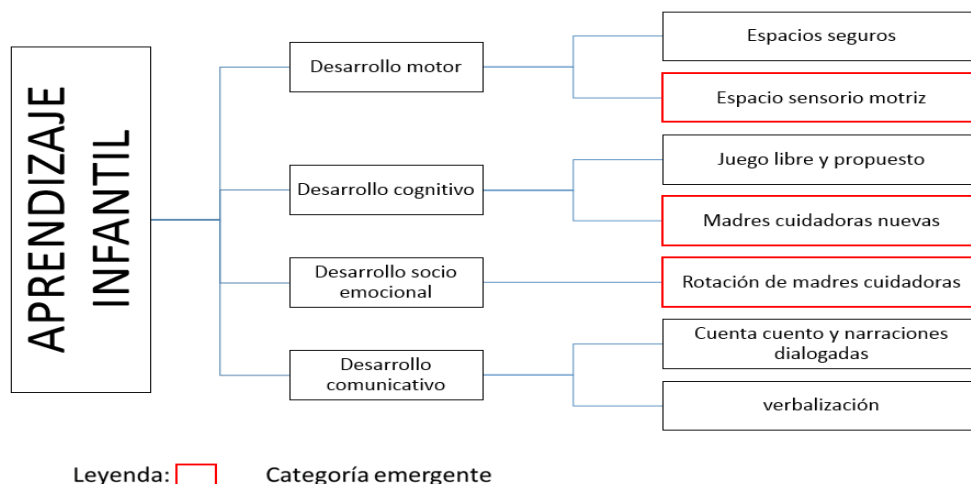 APRENDIZAJE
INFANTIL
Desarrollo motor
Espacios seguros
Espacio sensorio motriz
Desarrollo cognitivo
Juego libre y propuesto
Madres cuidadoras nuevas
Desarrollo socio
emocional
Rotación de madres cuidadoras
Desarrollo
comunicativo
Cuenta cuento y narraciones
dialogadas
verbalización
Leyenda: Categoría emergente